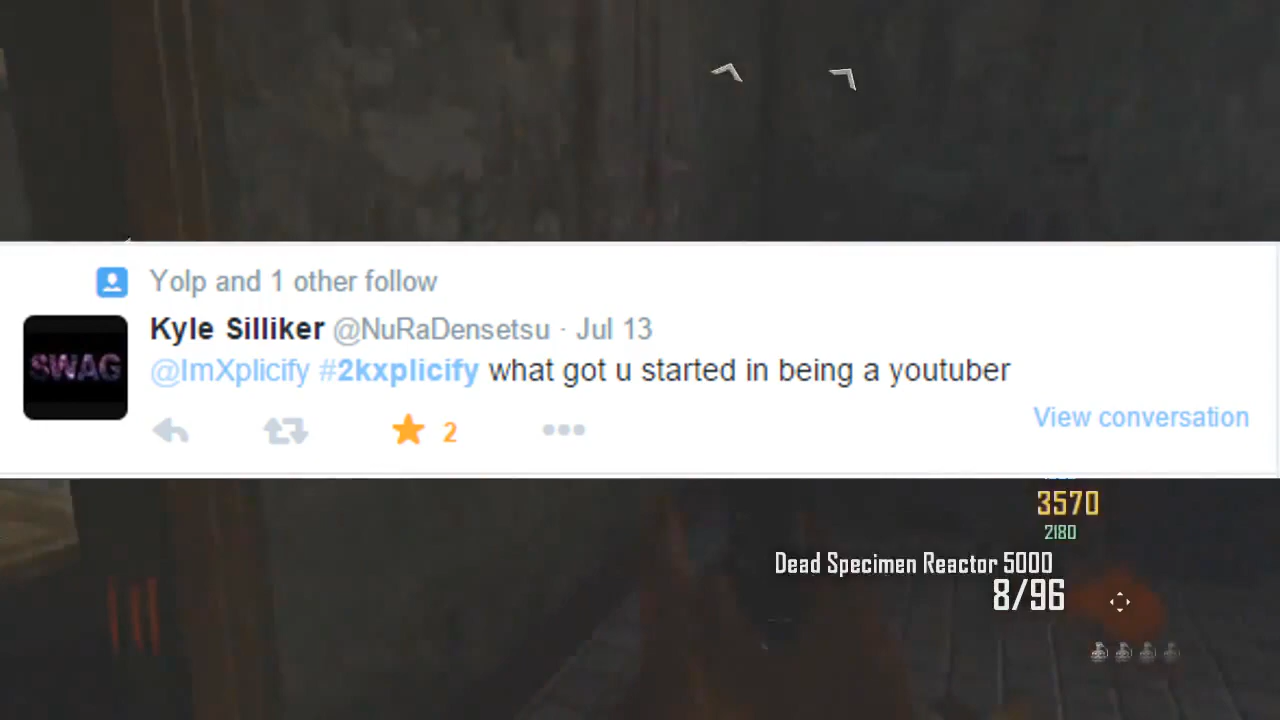 Yolp and 1 other follow
SWAG
Kyle Silliker @NuRaDensetsu · Jul 13
@ImXplicify #2kxplicify what got u started in being a youtuber
2
View conversation
3570
2180
Dead Specimen Reactor 5000
8/96